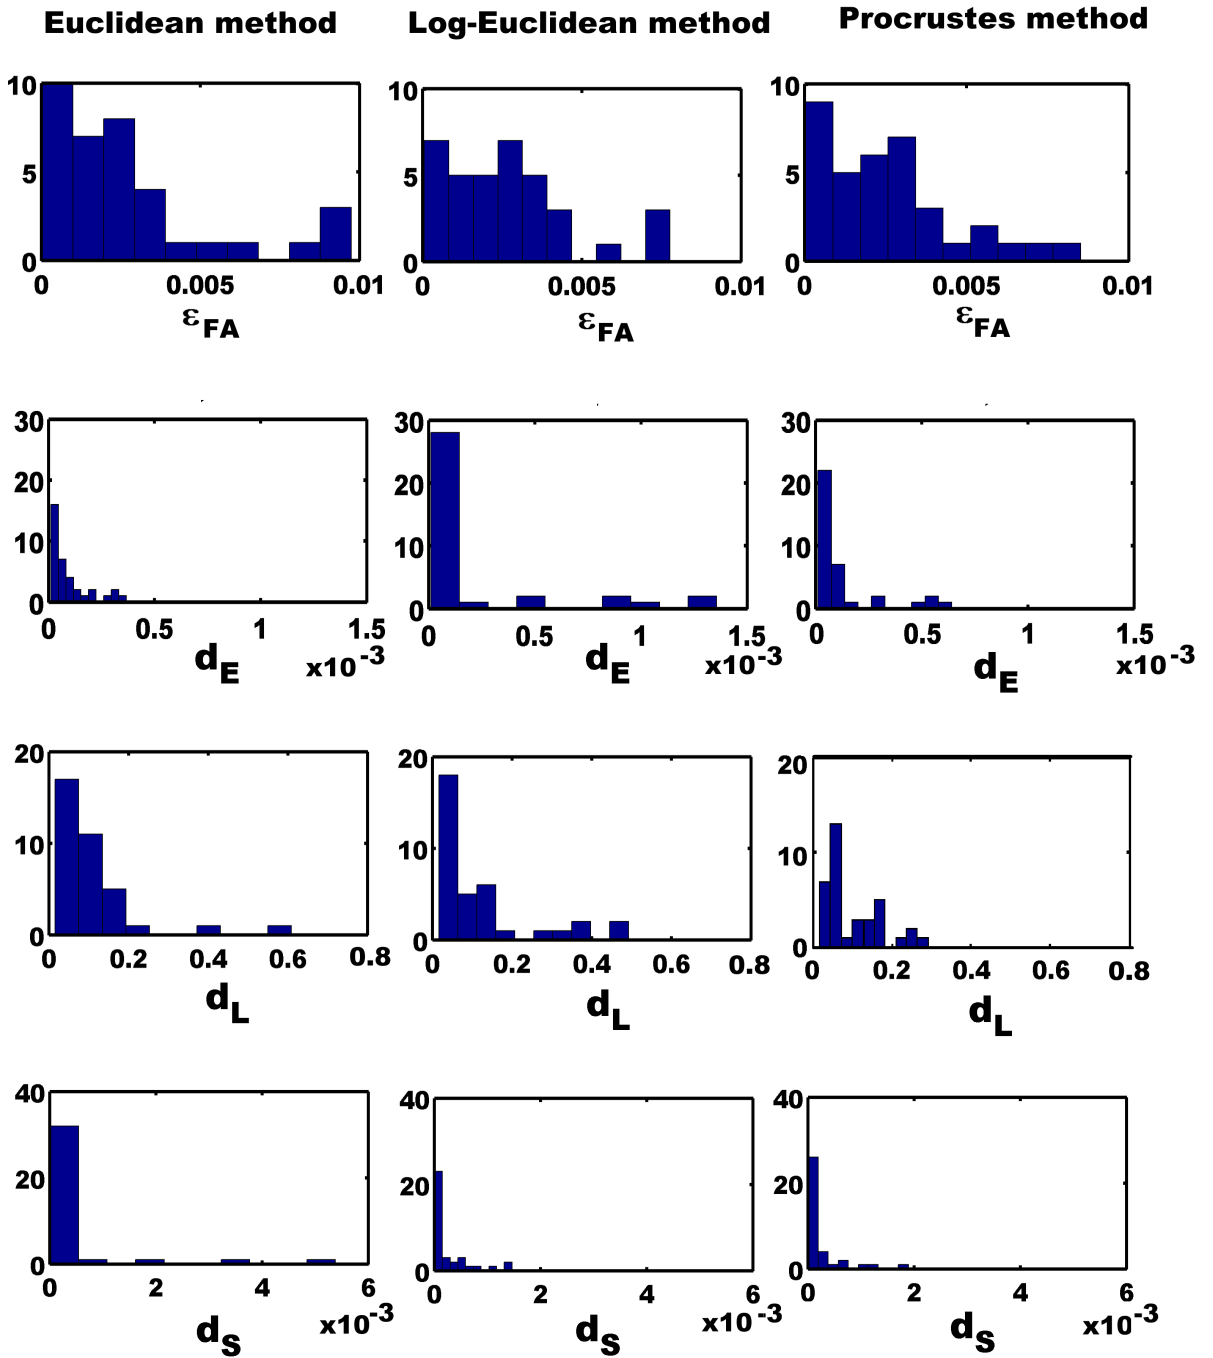 Euclidean method Log-Euclidean method Procrustes method
10 10 10
5 5 5
0 0 0
0 0.005 0.01 0 0.005 0.01 0 0.005 0.01
εFA εFA εFA
30 30 30
20 20 20
10 10 10
0 0 0
0 0.5 1 1.5 0 0.5 1 1.5 0 0.5 1 1.5
dE x10-3 dE x10-3 dE x10-3
20 20 20
10 10 10
0 0 0
0 0.2 0.4 0.6 0.8 0 0.2 0.4 0.6 0.8 0 0.2 0.4 0.6 0.8
dL dL dL
40 40 40
20 20 20
0 0 0
0 2 4 6 0 2 4 6 0 2 4 6
dS x10-3 dS x10-3 dS x10-3